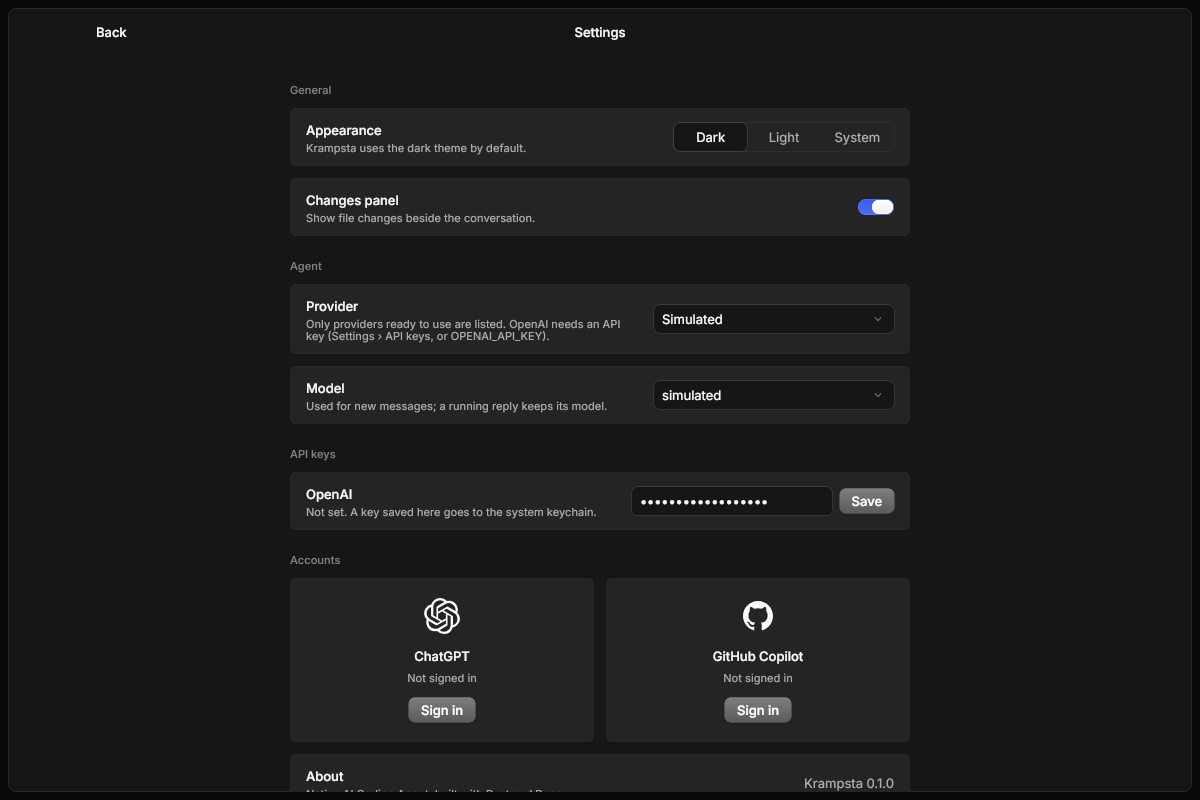 Back
Settings
General
Appearance
Krampsta uses the dark theme by default.
Dark
Light
System
Changes panel
Show file changes beside the conversation.
Agent
Provider
Only providers ready to use are listed. OpenAI needs an API
key (Settings › API keys, or OPENAI_API_KEY).
Simulated
Model
Used for new messages; a running reply keeps its model.
simulated
API keys
OpenAI
Not set. A key saved here goes to the system keychain.
••••••••••••••••••
Save
Accounts
ChatGPT
Not signed in
Sign in
GitHub Copilot
Not signed in
Sign in
About
Krampsta 0.1.0